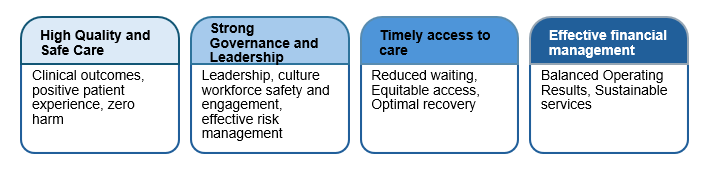 High Quality and
Safe Care
Clinical outcomes,
positive patient
experience, zero
harm
Strong
Governance and
Leadership
Leadership, culture
workforce safety and
engagement,
effective risk
management
Timely access to
care
Reduced waiting,
Equitable access,
Optimal recovery
Effective financial
management
Balanced Operating
Results, Sustainable
services